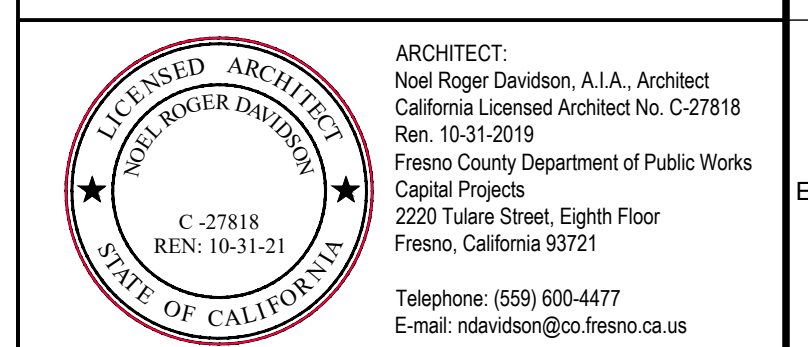 LICENSED ARCHITECT
NOEL ROGER DAVIDSON
C -27818
REN: 10-31-21
STATE OF CALIFORNIA
ARCHITECT:
Noel Roger Davidson, A.I.A., Architect
California Licensed Architect No. C-27818
Ren. 10-31-2019
Fresno County Department of Public Works
Capital Projects
2220 Tulare Street, Eighth Floor
Fresno, California 93721
Telephone: (559) 600-4477
E-mail: ndavidson@co.fresno.ca.us
E